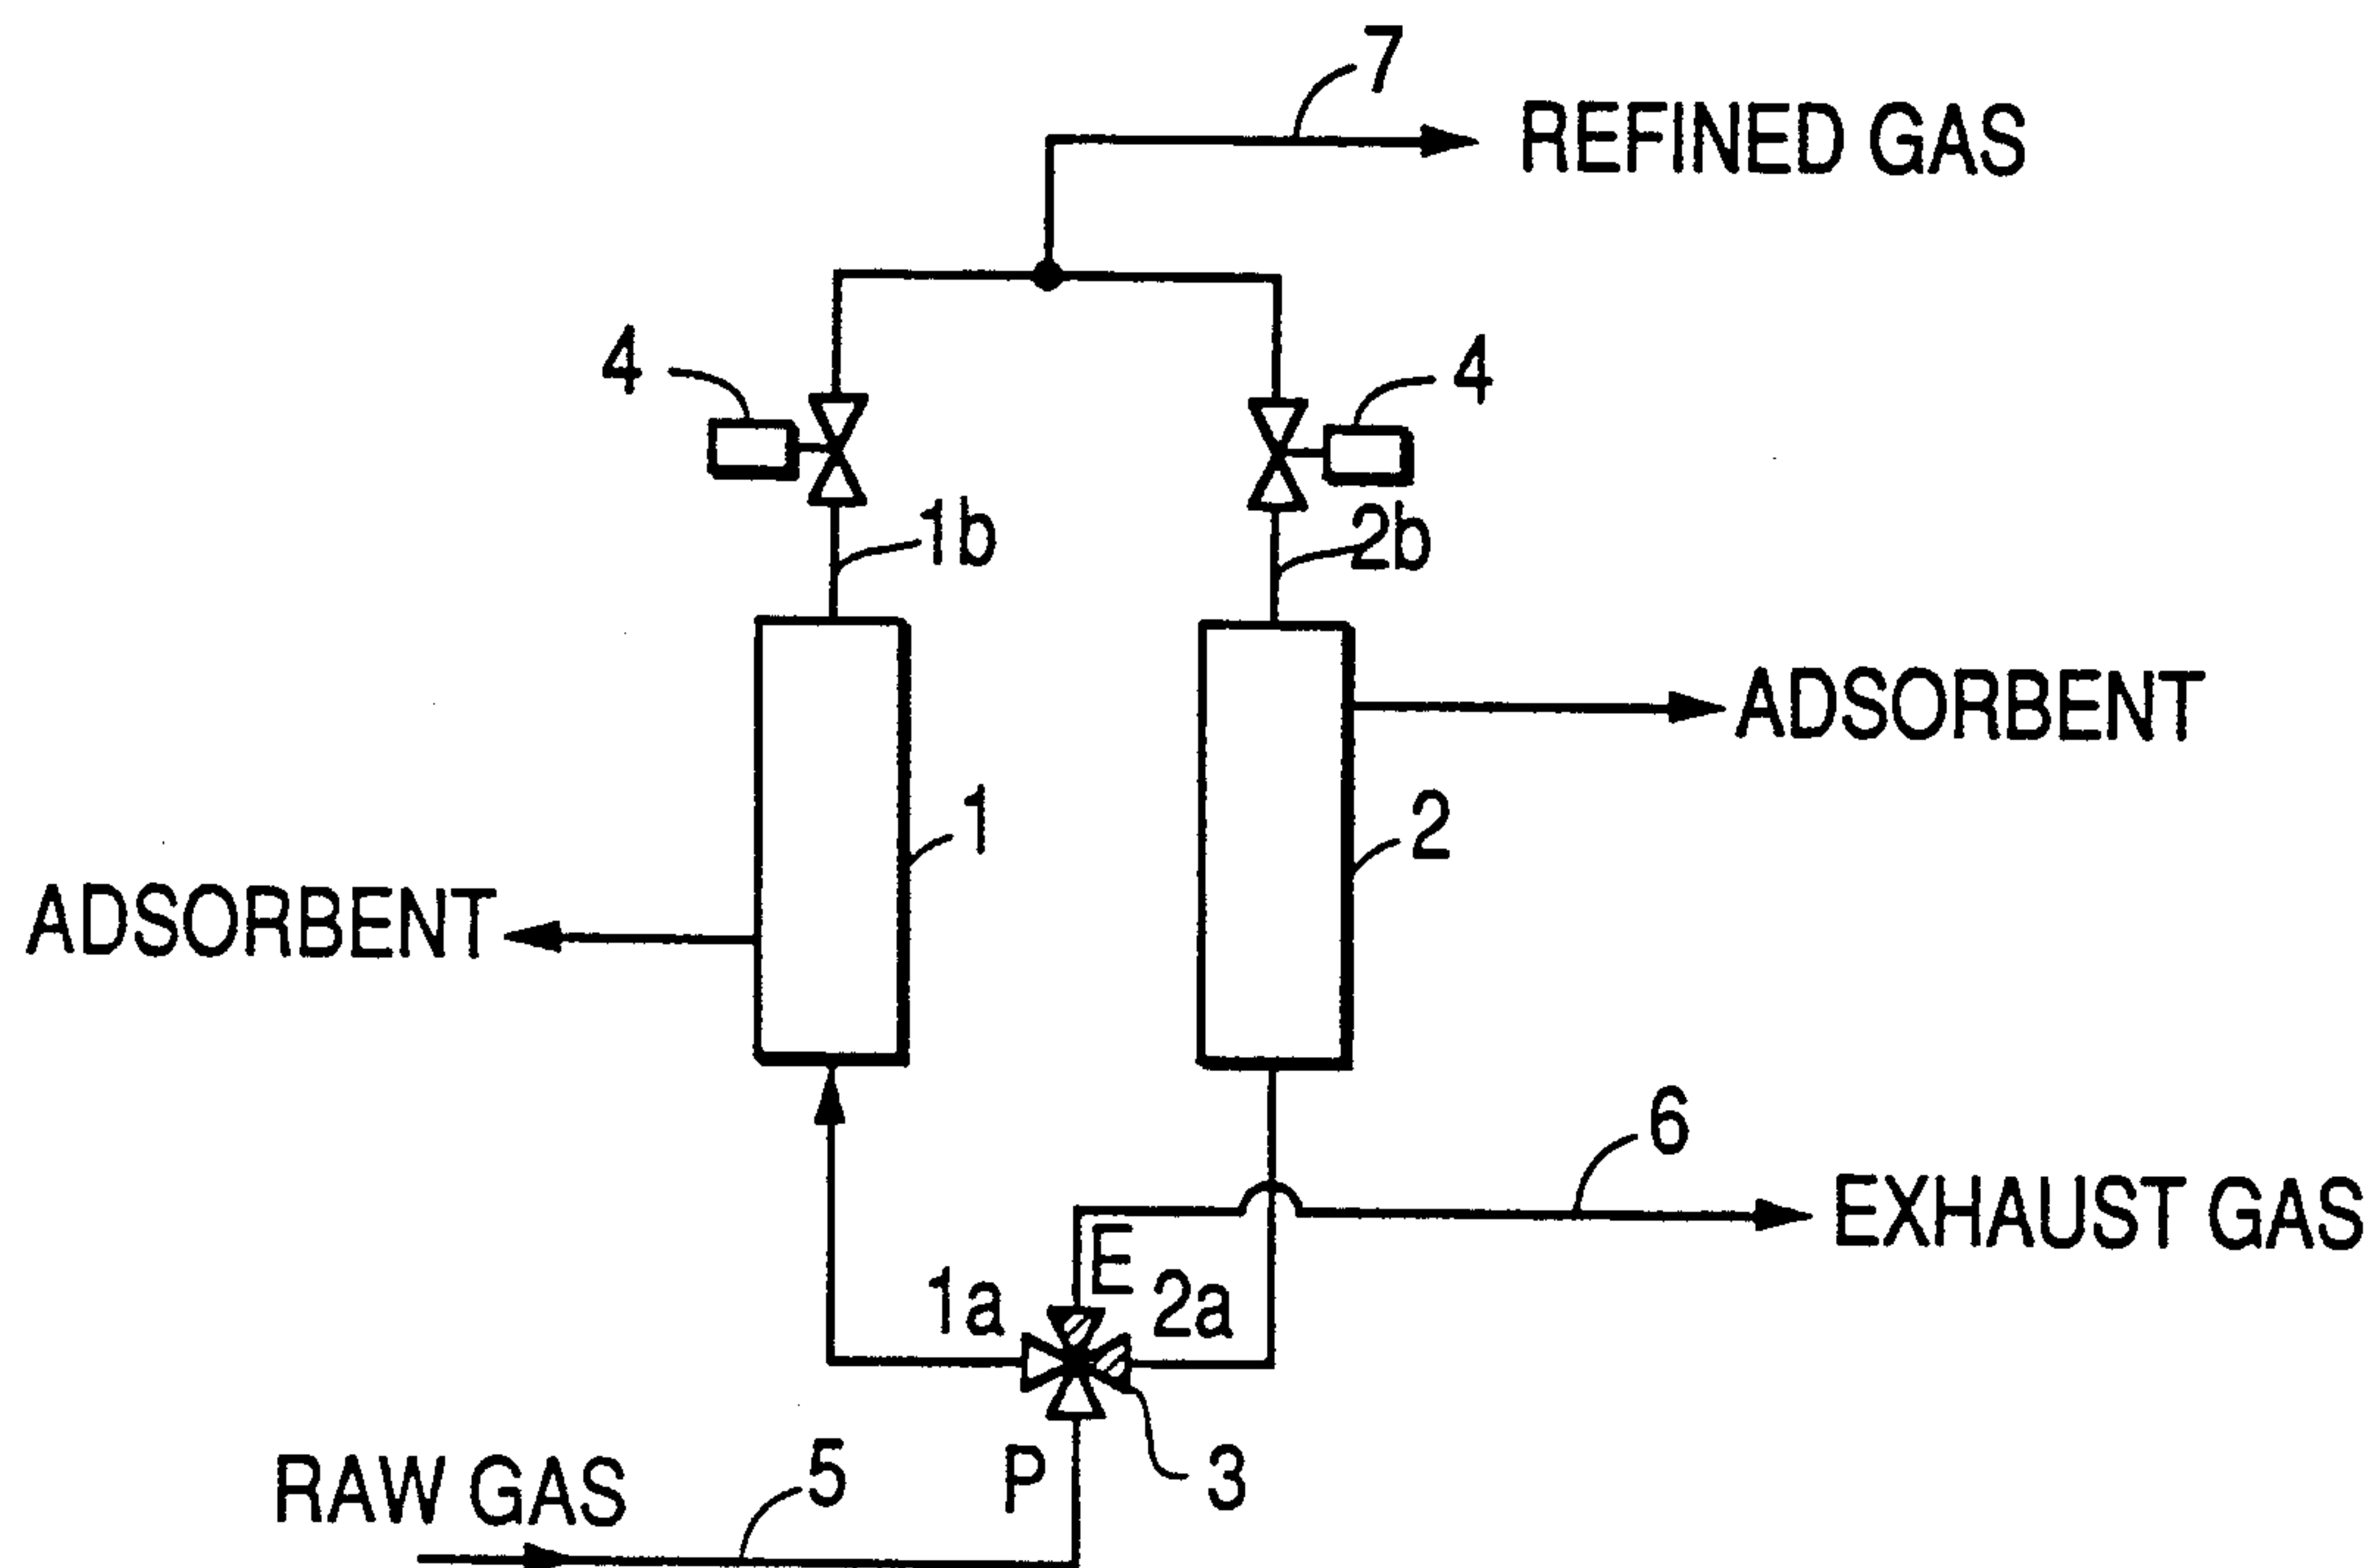 7
REFINED GAS
4
4
1b
2b
ADSORBENT
1
2
ADSORBENT
6
EXHAUST GAS
E
1a
2a
RAW GAS
5
P
3